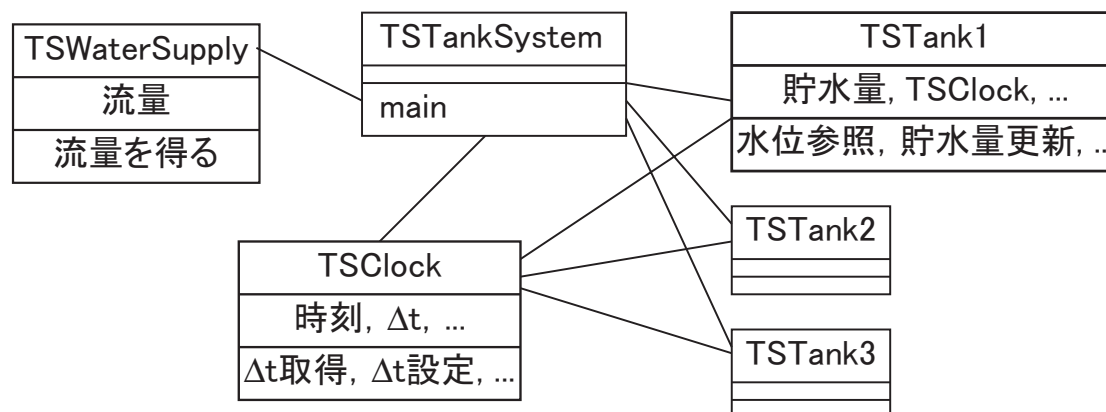 TSWaterSupply
流量
流量を得る
TSTankSystem
main
TSTank1
貯水量, TSClock, ...
水位参照, 貯水量更新, ..
TSClock
時刻, Δt, ...
Δt取得, Δt設定, ...
TSTank2
TSTank3